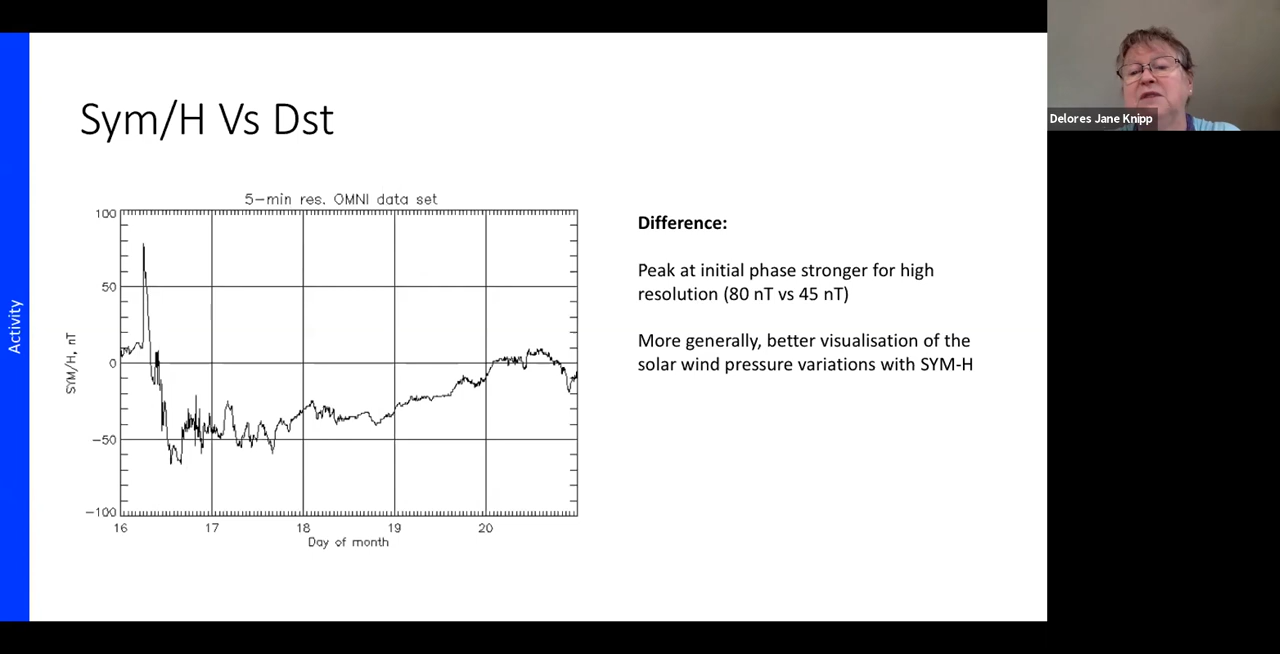 Activity
Sym/H Vs Dst
5-min res. OMNI data set
SYM/H, nT
100
50
0
-50
-100
16 17 18 19 20
Day of month
Difference:
Peak at initial phase stronger for high
resolution (80 nT vs 45 nT)
More generally, better visualisation of the
solar wind pressure variations with SYM-H
Delores Jane Knipp